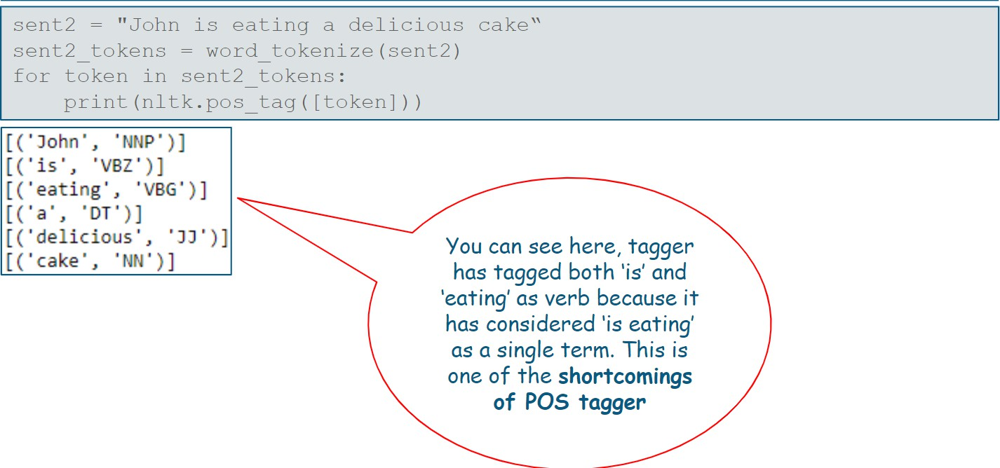 sent2 = "John is eating a delicious cake“
sent2_tokens = word_tokenize(sent2)
for token in sent2_tokens:
    print(nltk.pos_tag([token]))
[('John', 'NNP')]
[('is', 'VBZ')]
[('eating', 'VBG')]
[('a', 'DT')]
[('delicious', 'JJ')]
[('cake', 'NN')]
You can see here, tagger
has tagged both ‘is’ and
‘eating’ as verb because it
has considered ‘is eating’
as a single term. This is
one of the shortcomings
of POS tagger